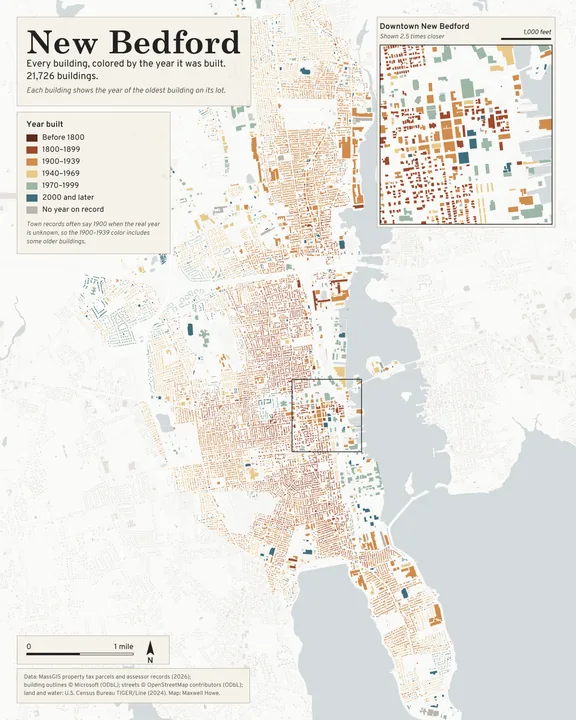 New Bedford
Every building, colored by the year it was built.
21,726 buildings.
Each building shows the year of the oldest building on its lot.
Year built
Before 1800
1800–1899
1900–1939
1940–1969
1970–1999
2000 and later
No year on record
Town records often say 1900 when the real year
is unknown, so the 1900–1939 color includes
some older buildings.
Downtown New Bedford
Shown 2.5 times closer
1,000 feet
0
1 mile
N
Data: MassGIS property tax parcels and assessor records (2026);
building outlines © Microsoft (ODbL); streets © OpenStreetMap contributors (ODbL);
land and water: U.S. Census Bureau TIGER/Line (2024). Map: Maxwell Howe.